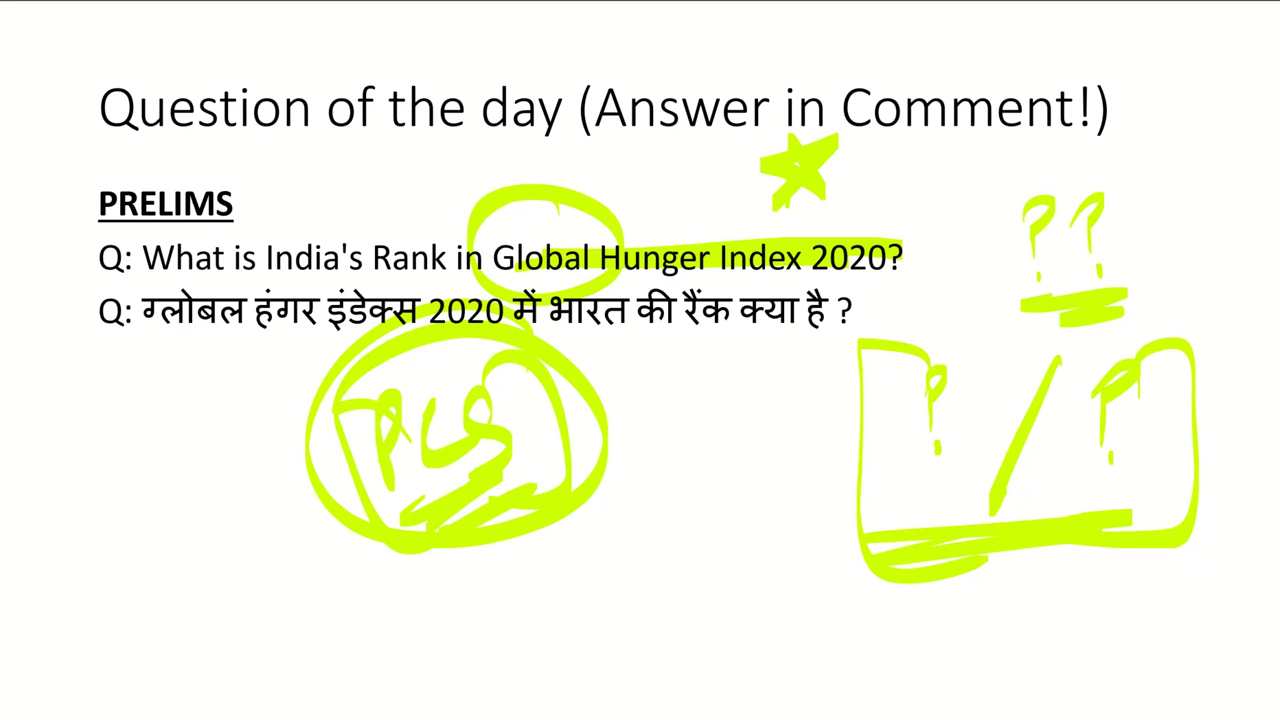 Question of the day (Answer in Comment!)
PRELIMS
Q: What is India's Rank in Global Hunger Index 2020?
?
?
Q: ग्लोबल हंगर इंडेक्स 2020 में भारत की रैंक क्या है ?
PLS
? / ?